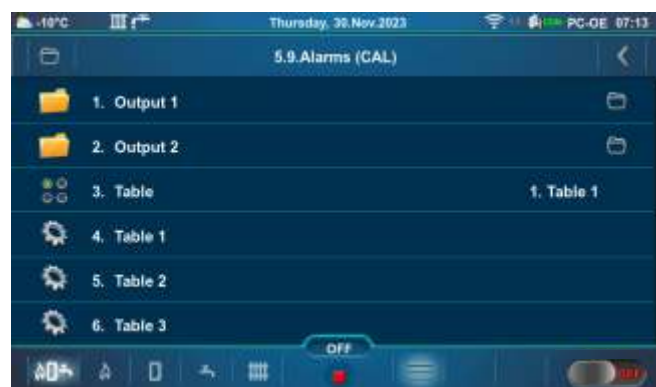 -10°C Thursday, 30.Nov.2023 PC-OE 07:13
5.9.Alarms (CAL)
1. Output 1
2. Output 2
3. Table 1. Table 1
4. Table 1
5. Table 2
6. Table 3
OFF
OFF